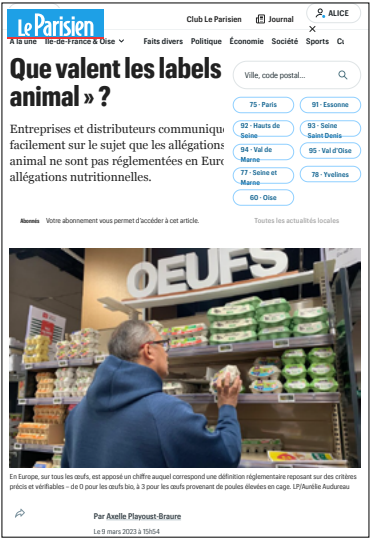 Le Parisien
Club Le Parisien
Journal
ALICE
À la une
Île-de-France & Oise
Faits divers
Politique
Économie
Société
Sports
Que valent les labels
animal » ?
Ville, code postal...
75 - Paris
91 - Essonne
92 - Hauts de
Seine
93 - Seine
Saint Denis
94 - Val de
Marne
95 - Val d'Oise
77 - Seine et
Marne
78 - Yvelines
60 - Oise
Toutes les actualités locales
Entreprises et distributeurs
facilement sur le sujet que les allégations
animal ne sont pas réglementées en
allégations nutritionnelles.
Abonnés Votre abonnement vous permet d'accéder à cet article.
OEUFS
En Europe, sur tous les œufs, est apposé un chiffre auquel correspond une définition réglementaire reposant sur des critères
précis et vérifiables – de 0 pour les œufs bio, à 3 pour les œufs provenant de poules élevées en cage. LP/Aurélie Audureau
Par Axelle Playoust-Braure
Le 9 mars 2023 à 15h54